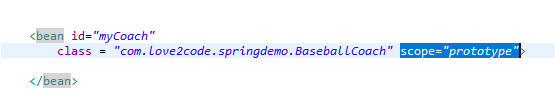 <bean id="myCoach"
class = "com.love2code.springdemo.BaseballCoach" scope="prototype">
</bean>